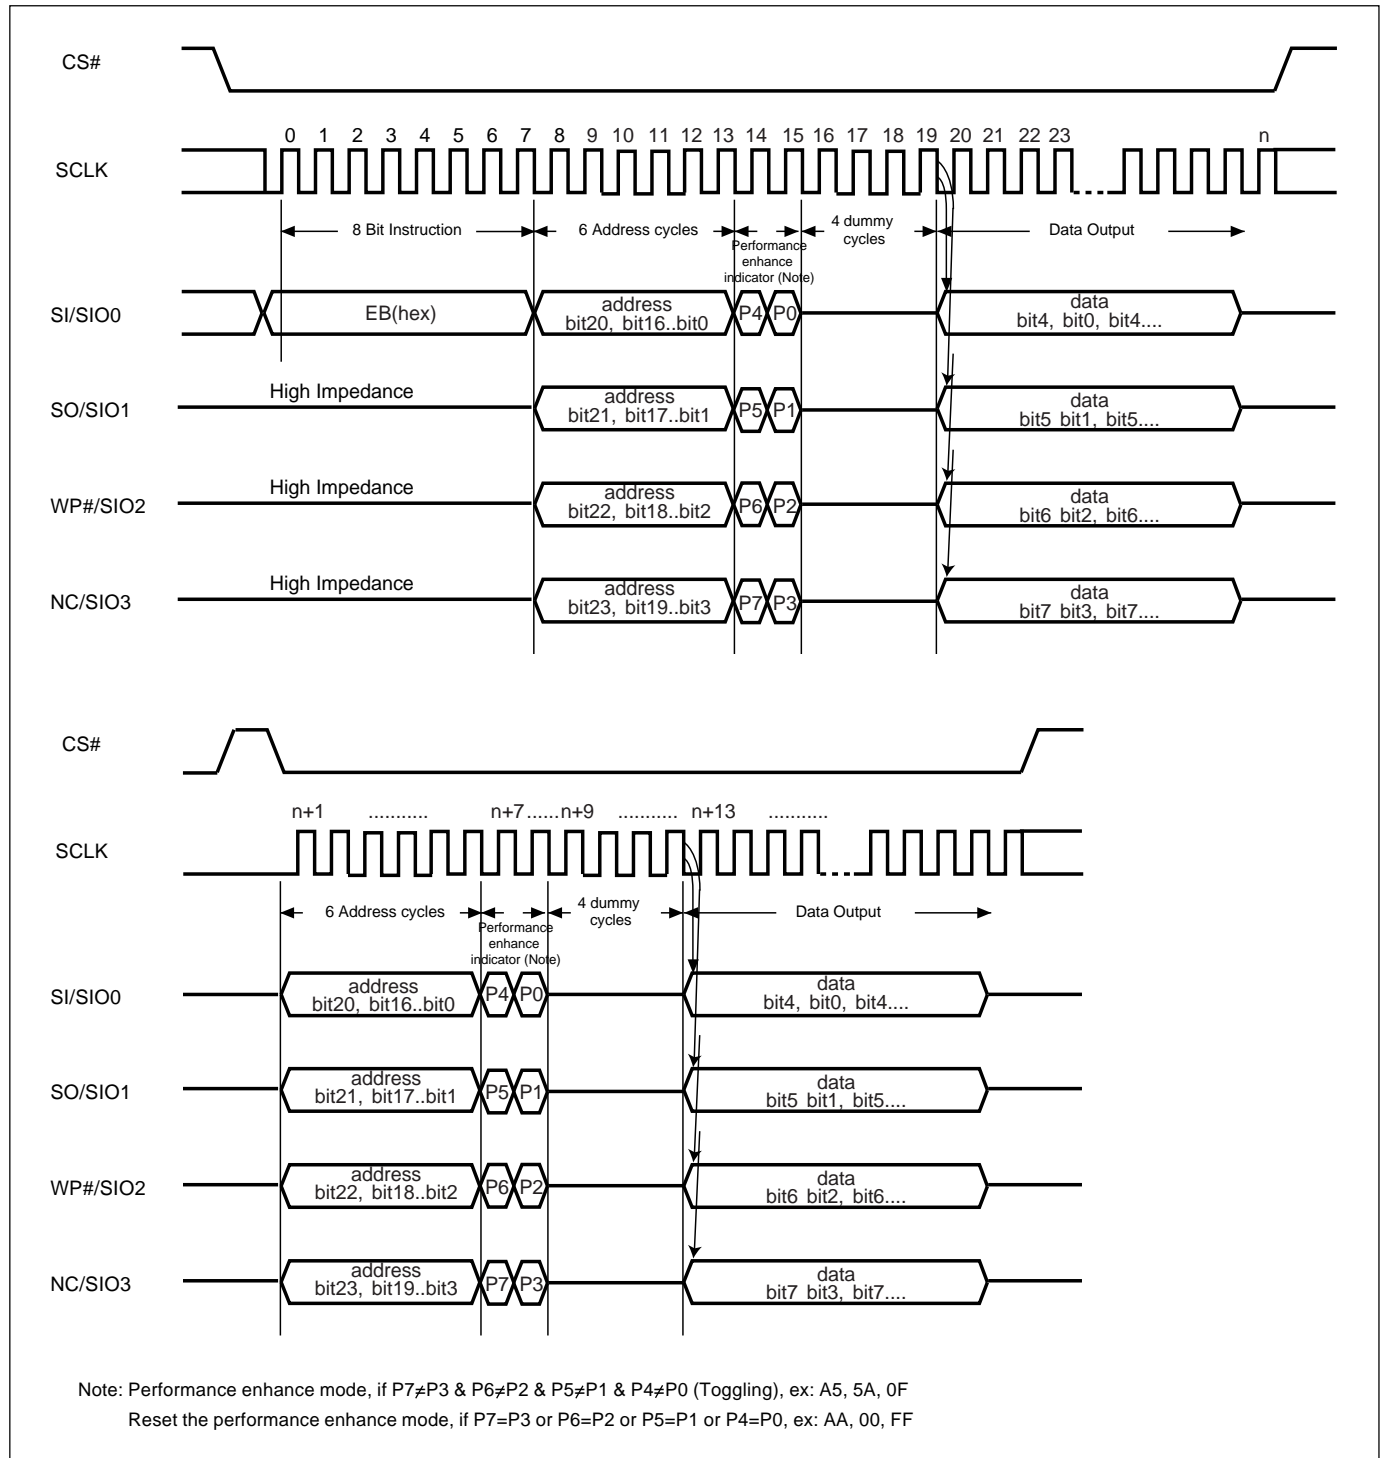 CS#
0 1 2 3 4 5 6 7 8 9 10 11 12 13 14 15 16 17 18 19 20 21 22 23 n
SCLK
8 Bit Instruction 6 Address cycles 4 dummy cycles Data Output
Performance
enhance
indicator (Note)
SI/SIO0 EB(hex) address bit20, bit16..bit0 P4 P0 data bit4, bit0, bit4....
SO/SIO1 High Impedance address bit21, bit17..bit1 P5 P1 data bit5 bit1, bit5....
WP#/SIO2 High Impedance address bit22, bit18..bit2 P6 P2 data bit6 bit2, bit6....
NC/SIO3 High Impedance address bit23, bit19..bit3 P7 P3 data bit7 bit3, bit7....
CS#
n+1 ........... n+7 ......n+9 ........... n+13 ...........
SCLK
6 Address cycles 4 dummy cycles Data Output
Performance
enhance
indicator (Note)
SI/SIO0 address bit20, bit16..bit0 P4 P0 data bit4, bit0, bit4....
SO/SIO1 address bit21, bit17..bit1 P5 P1 data bit5 bit1, bit5....
WP#/SIO2 address bit22, bit18..bit2 P6 P2 data bit6 bit2, bit6....
NC/SIO3 address bit23, bit19..bit3 P7 P3 data bit7 bit3, bit7....
Note: Performance enhance mode, if P7≠P3 & P6≠P2 & P5≠P1 & P4≠P0 (Toggling), ex: A5, 5A, 0F
Reset the performance enhance mode, if P7=P3 or P6=P2 or P5=P1 or P4=P0, ex: AA, 00, FF